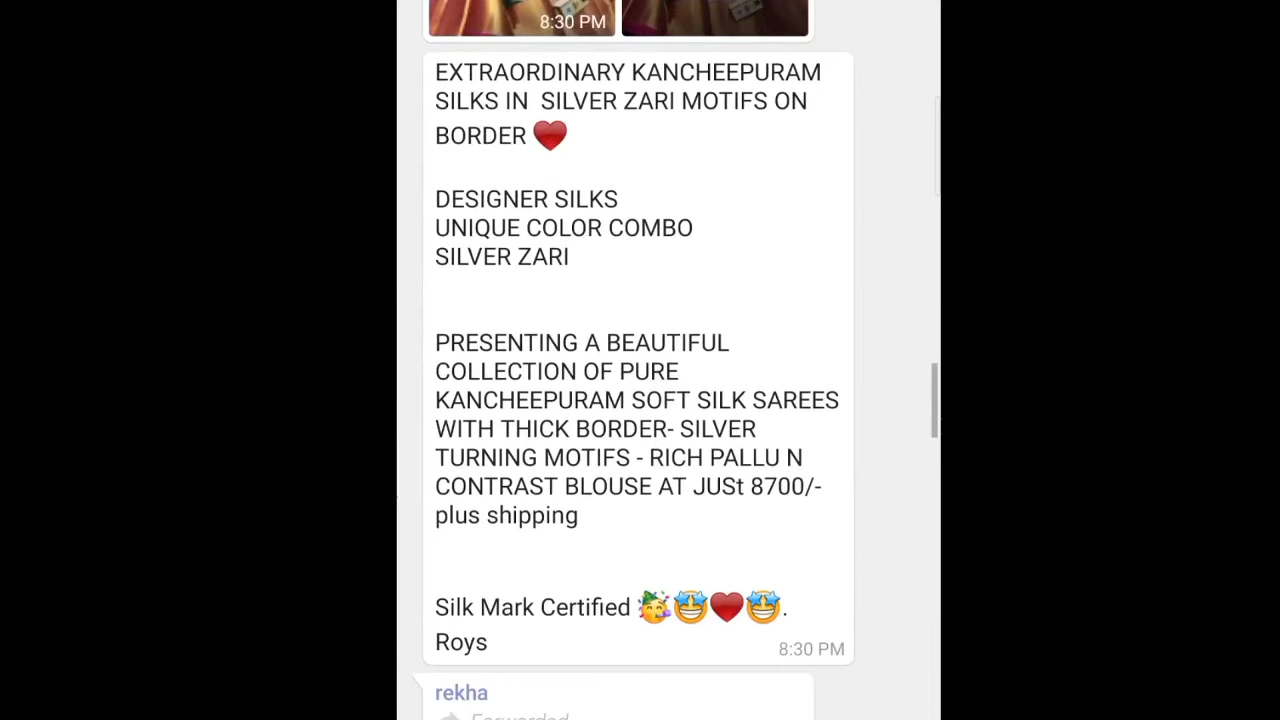 8:30 PM
EXTRAORDINARY KANCHEEPURAM
SILKS IN  SILVER ZARI MOTIFS ON
BORDER ❤️
DESIGNER SILKS
UNIQUE COLOR COMBO
SILVER ZARI
PRESENTING A BEAUTIFUL
COLLECTION OF PURE
KANCHEEPURAM SOFT SILK SAREES
WITH THICK BORDER- SILVER
TURNING MOTIFS - RICH PALLU N
CONTRAST BLOUSE AT JUSt 8700/-
plus shipping
Silk Mark Certified 🥳🤩❤️🤩.
Roys
8:30 PM
rekha
Forwarded